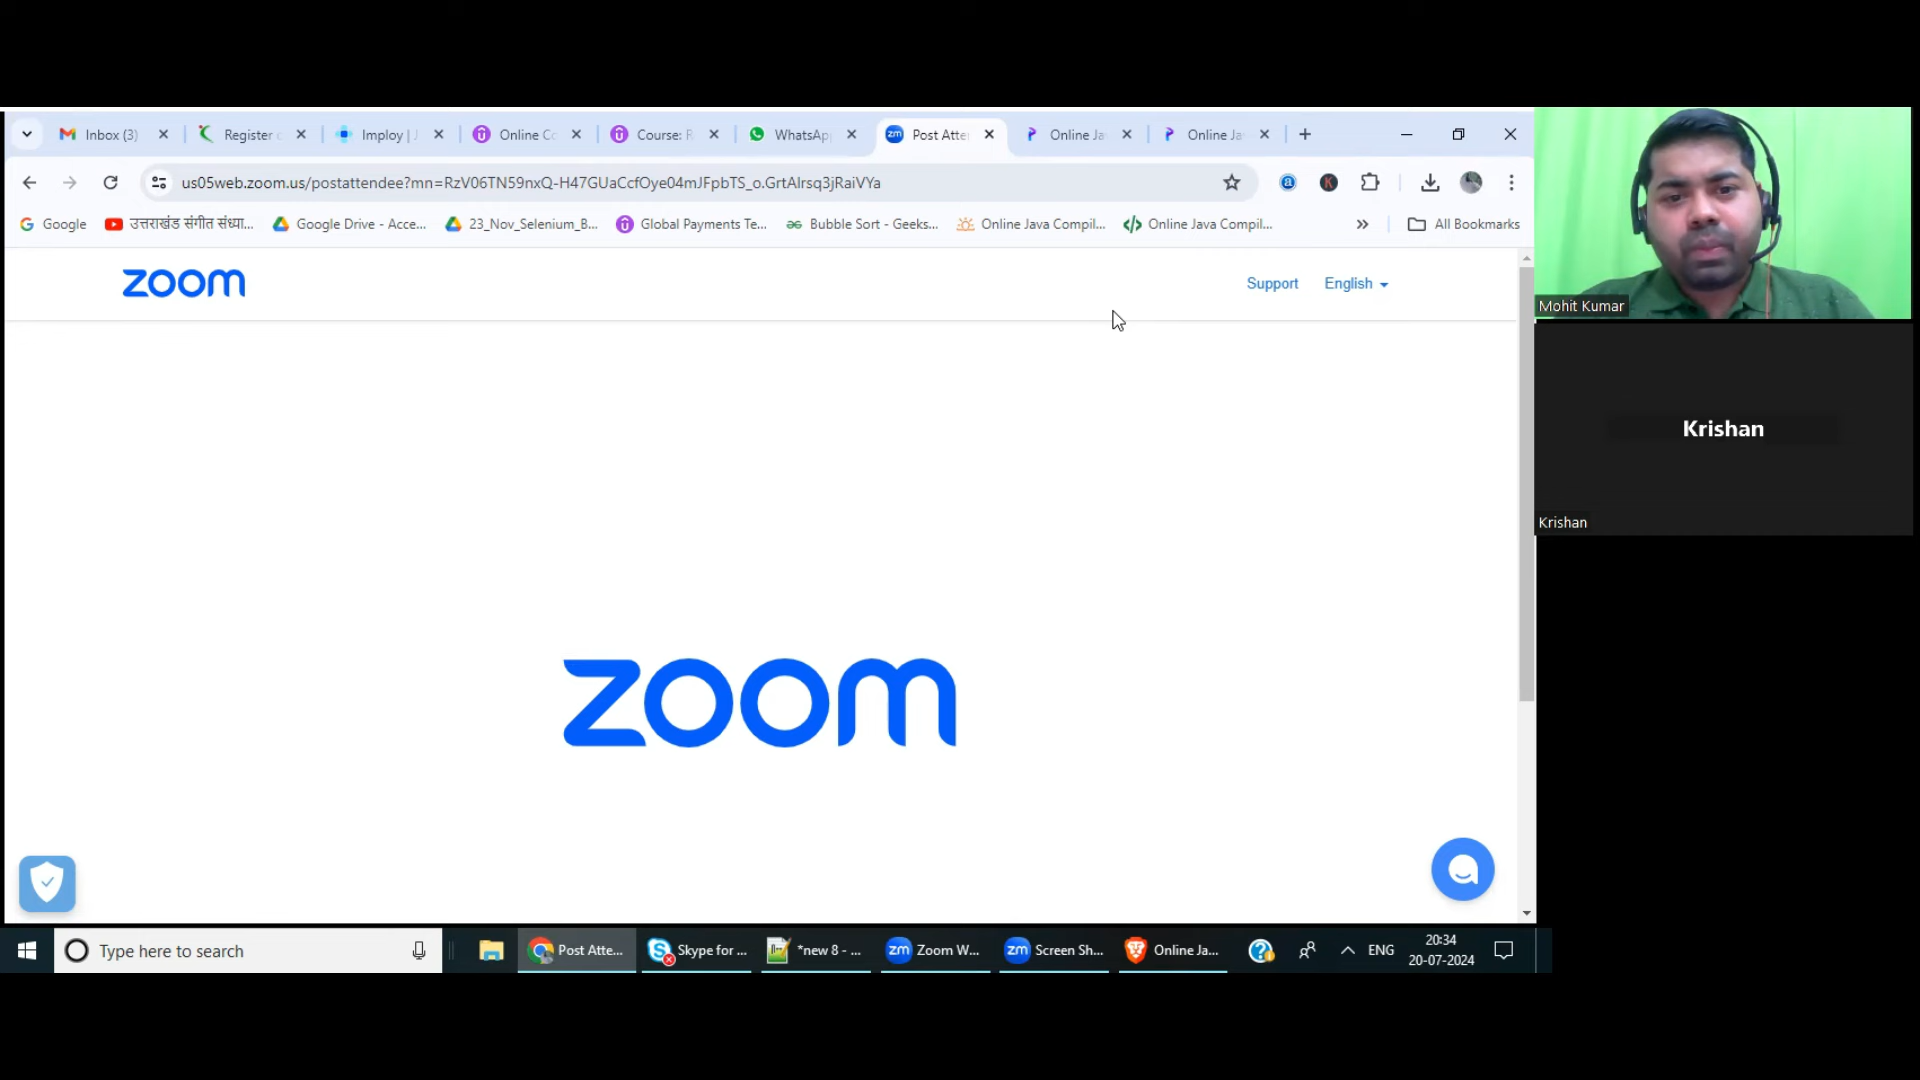 Inbox (3)
Register
Imploy | J
Online Co
Course: R
WhatsApp
Post Atte
Online Ja
Online Ja
us05web.zoom.us/postattendee?mn=RzV06TN59nxQ-H47GUaCcfOye04mJFpbTS_o.GrtAIrsq3jRaiVYa
Google
उत्तराखंड संगीत संध्या...
Google Drive - Acce...
23_Nov_Selenium_B...
Global Payments Te...
Bubble Sort - Geeks...
Online Java Compil...
Online Java Compil...
All Bookmarks
zoom
Support
English
zoom
Mohit Kumar
Krishan
Krishan
Type here to search
Post Atte...
Skype for ...
*new 8 - ...
Zoom W...
Screen Sh...
Online Ja...
ENG
20:34
20-07-2024